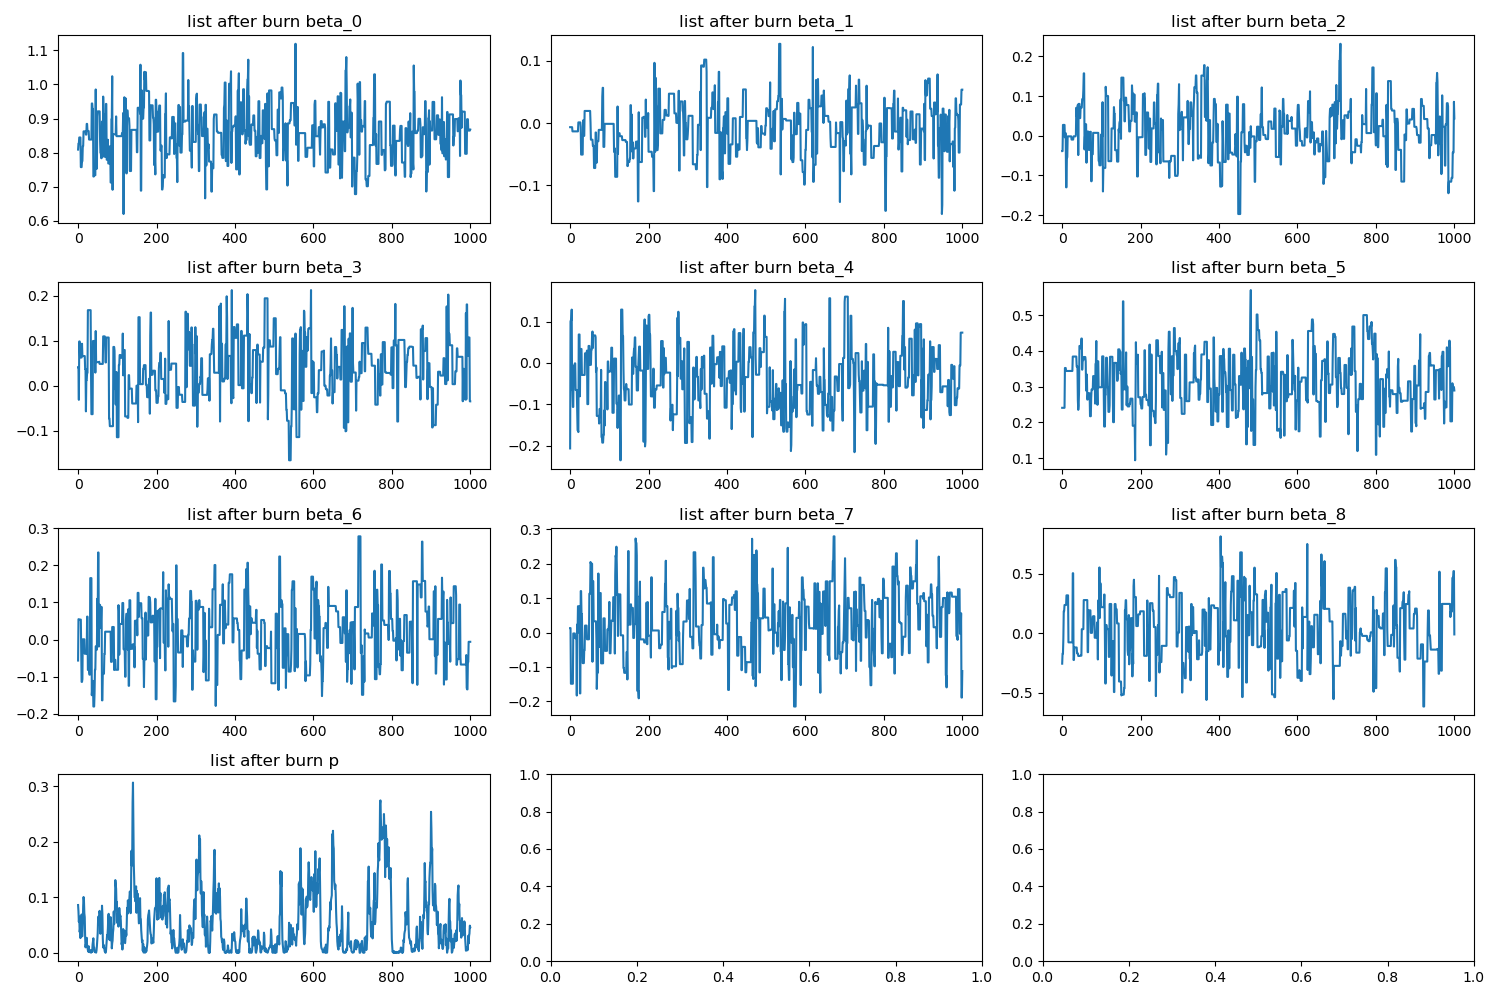 list after burn beta_0
list after burn beta_1
list after burn beta_2
1.1
1.0
0.9
0.8
0.7
0.6
0 200 400 600 800 1000
0.1
0.0
−0.1
0 200 400 600 800 1000
0.2
0.1
0.0
−0.1
−0.2
0 200 400 600 800 1000
list after burn beta_3
list after burn beta_4
list after burn beta_5
0.2
0.1
0.0
−0.1
0 200 400 600 800 1000
0.1
0.0
−0.1
−0.2
0 200 400 600 800 1000
0.5
0.4
0.3
0.2
0.1
0 200 400 600 800 1000
list after burn beta_6
list after burn beta_7
list after burn beta_8
0.3
0.2
0.1
0.0
−0.1
−0.2
0 200 400 600 800 1000
0.3
0.2
0.1
0.0
−0.1
−0.2
0 200 400 600 800 1000
0.5
0.0
−0.5
0 200 400 600 800 1000
list after burn p
0.3
0.2
0.1
0.0
0 200 400 600 800 1000
1.0
0.8
0.6
0.4
0.2
0.0
0.0 0.2 0.4 0.6 0.8 1.0
1.0
0.8
0.6
0.4
0.2
0.0
0.0 0.2 0.4 0.6 0.8 1.0